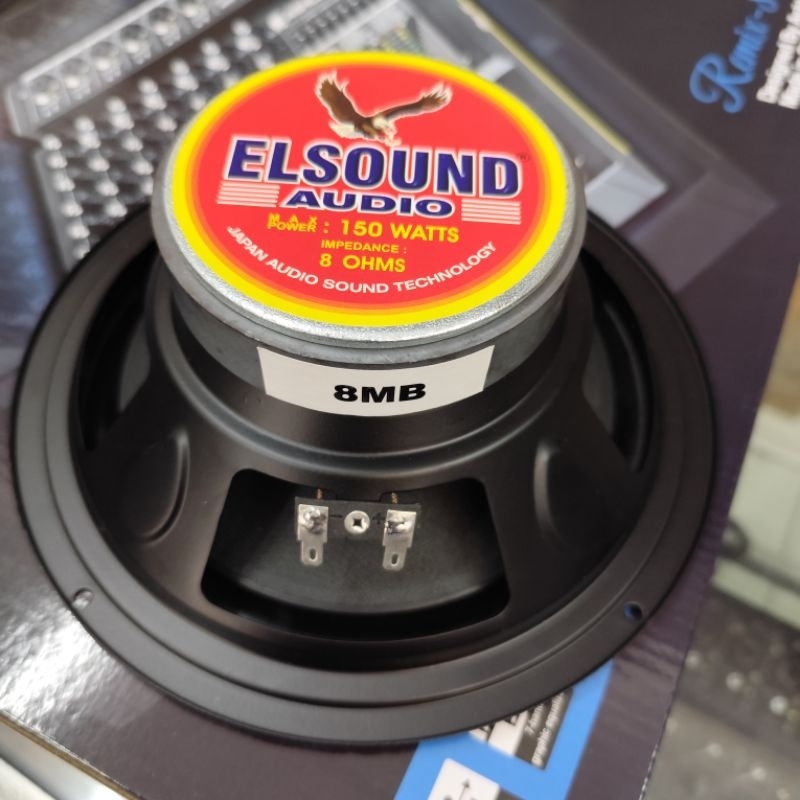 ELSOUND®
AUDIO
MAX POWER : 150 WATTS
IMPEDANCE :
8 OHMS
JAPAN AUDIO SOUND TECHNOLOGY
8MB
- +